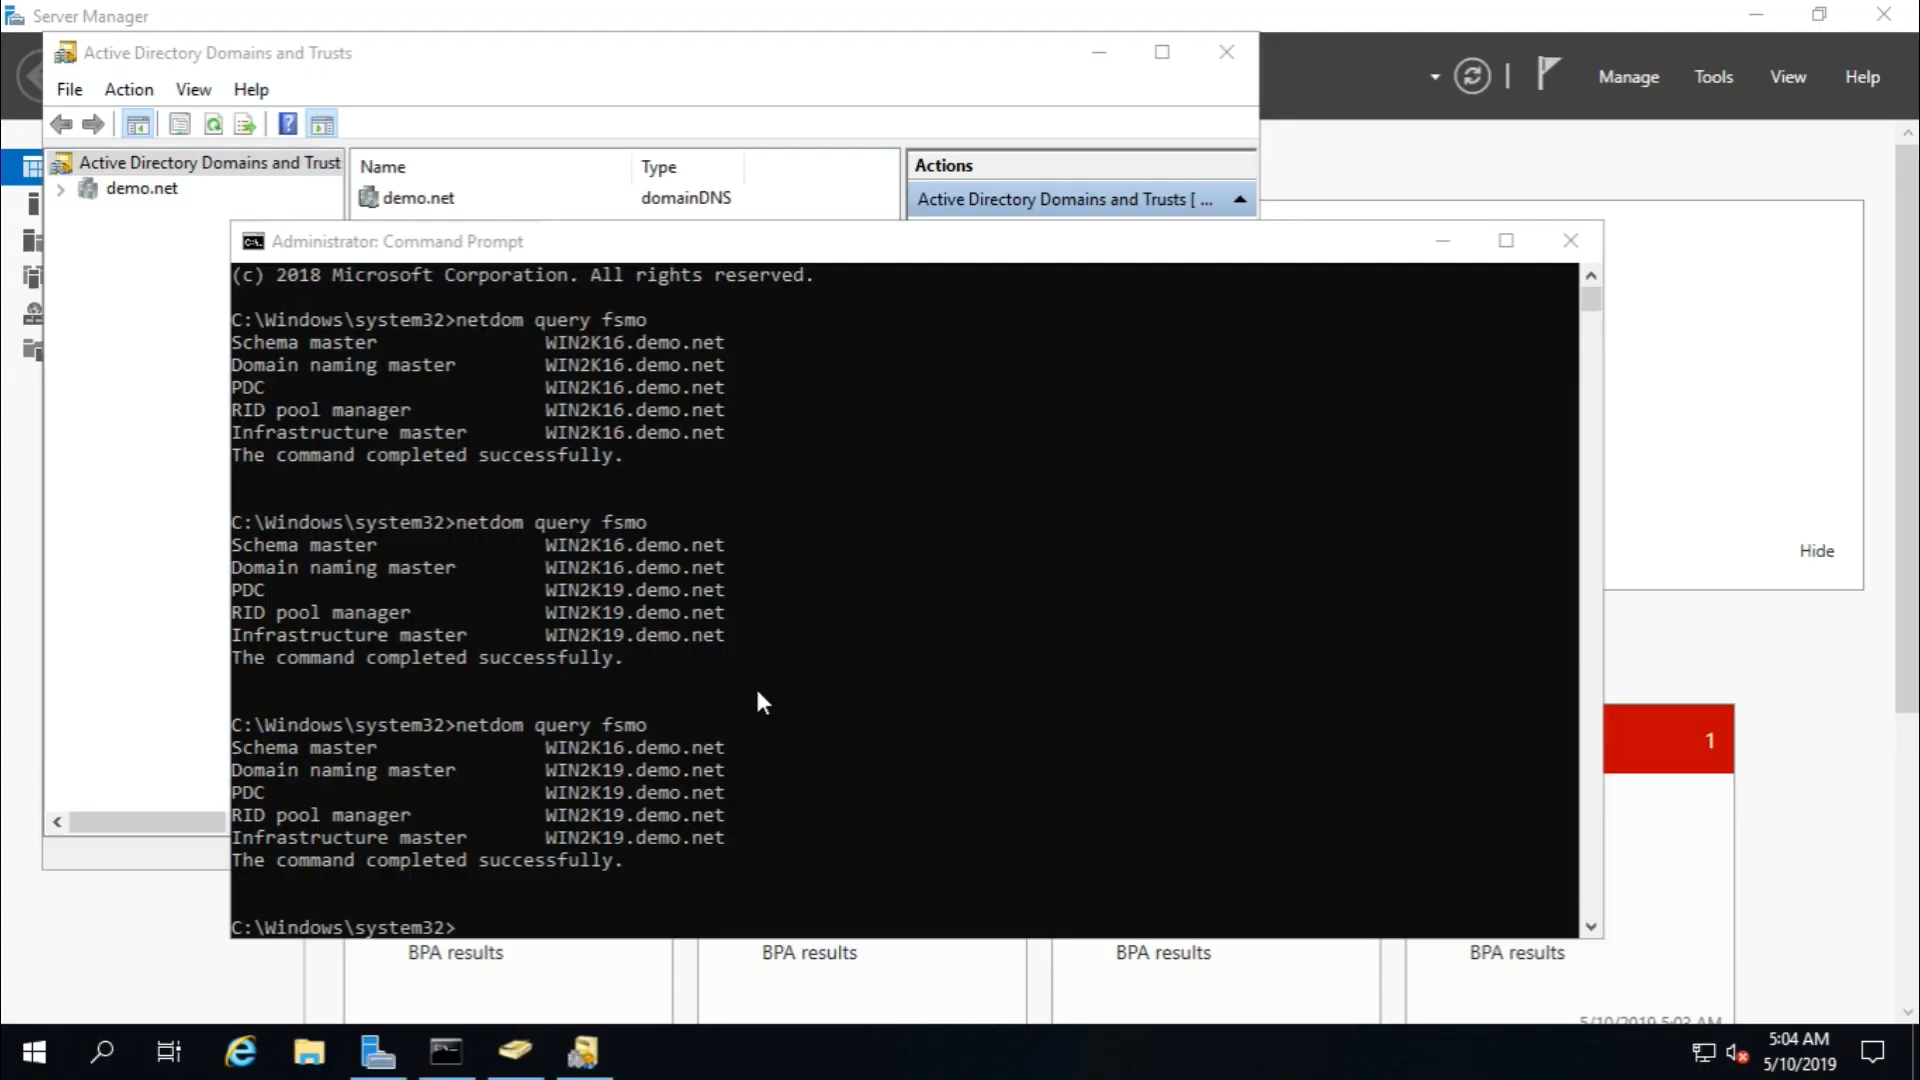 Server Manager
Active Directory Domains and Trusts
File Action View Help
Manage Tools View Help
Active Directory Domains and Trust
demo.net
Name Type
demo.net domainDNS
Actions
Active Directory Domains and Trusts [ ...
Administrator: Command Prompt
(c) 2018 Microsoft Corporation. All rights reserved.
C:\Windows\system32>netdom query fsmo
Schema master WIN2K16.demo.net
Domain naming master WIN2K16.demo.net
PDC WIN2K16.demo.net
RID pool manager WIN2K16.demo.net
Infrastructure master WIN2K16.demo.net
The command completed successfully.
C:\Windows\system32>netdom query fsmo
Schema master WIN2K16.demo.net
Domain naming master WIN2K16.demo.net
PDC WIN2K19.demo.net
RID pool manager WIN2K19.demo.net
Infrastructure master WIN2K19.demo.net
The command completed successfully.
C:\Windows\system32>netdom query fsmo
Schema master WIN2K16.demo.net
Domain naming master WIN2K19.demo.net
PDC WIN2K19.demo.net
RID pool manager WIN2K19.demo.net
Infrastructure master WIN2K19.demo.net
The command completed successfully.
C:\Windows\system32>
Hide
1
BPA results BPA results BPA results BPA results
5/10/2019 5:03 AM
5:04 AM
5/10/2019